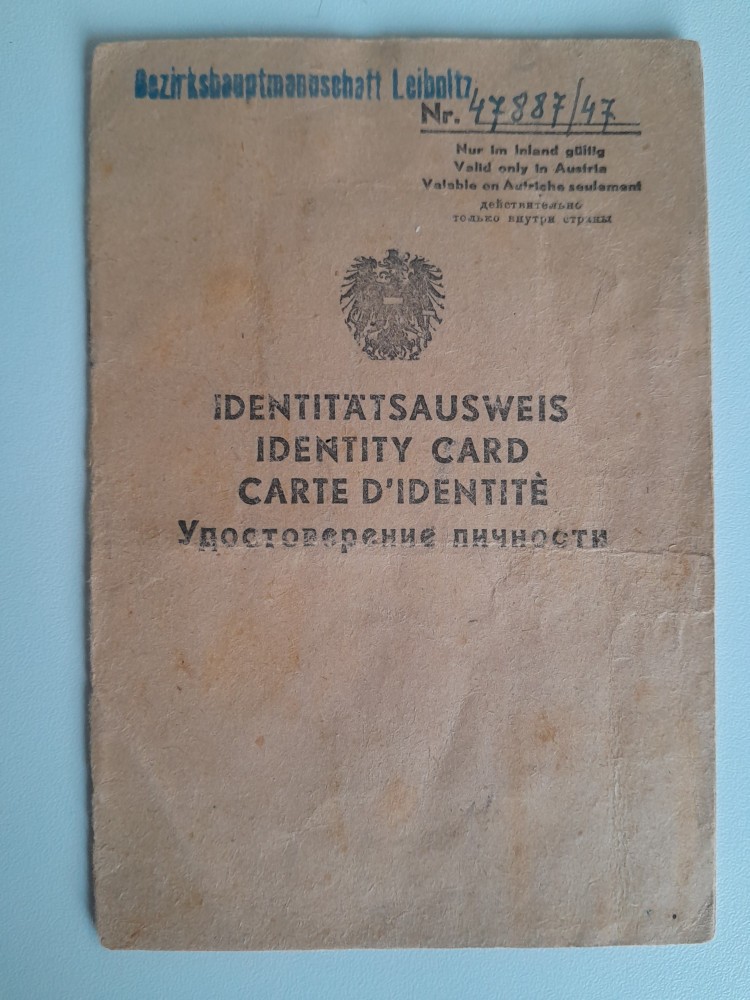 Bezirkshauptmannschaft Leibnitz
Nr. 47887/47
Nur im Inland gültig
Valid only in Austria
Valable en Autriche seulement
действительно
только внутри страны
IDENTITÄTSAUSWEIS
IDENTITY CARD
CARTE D'IDENTITÈ
Удостоверение личности